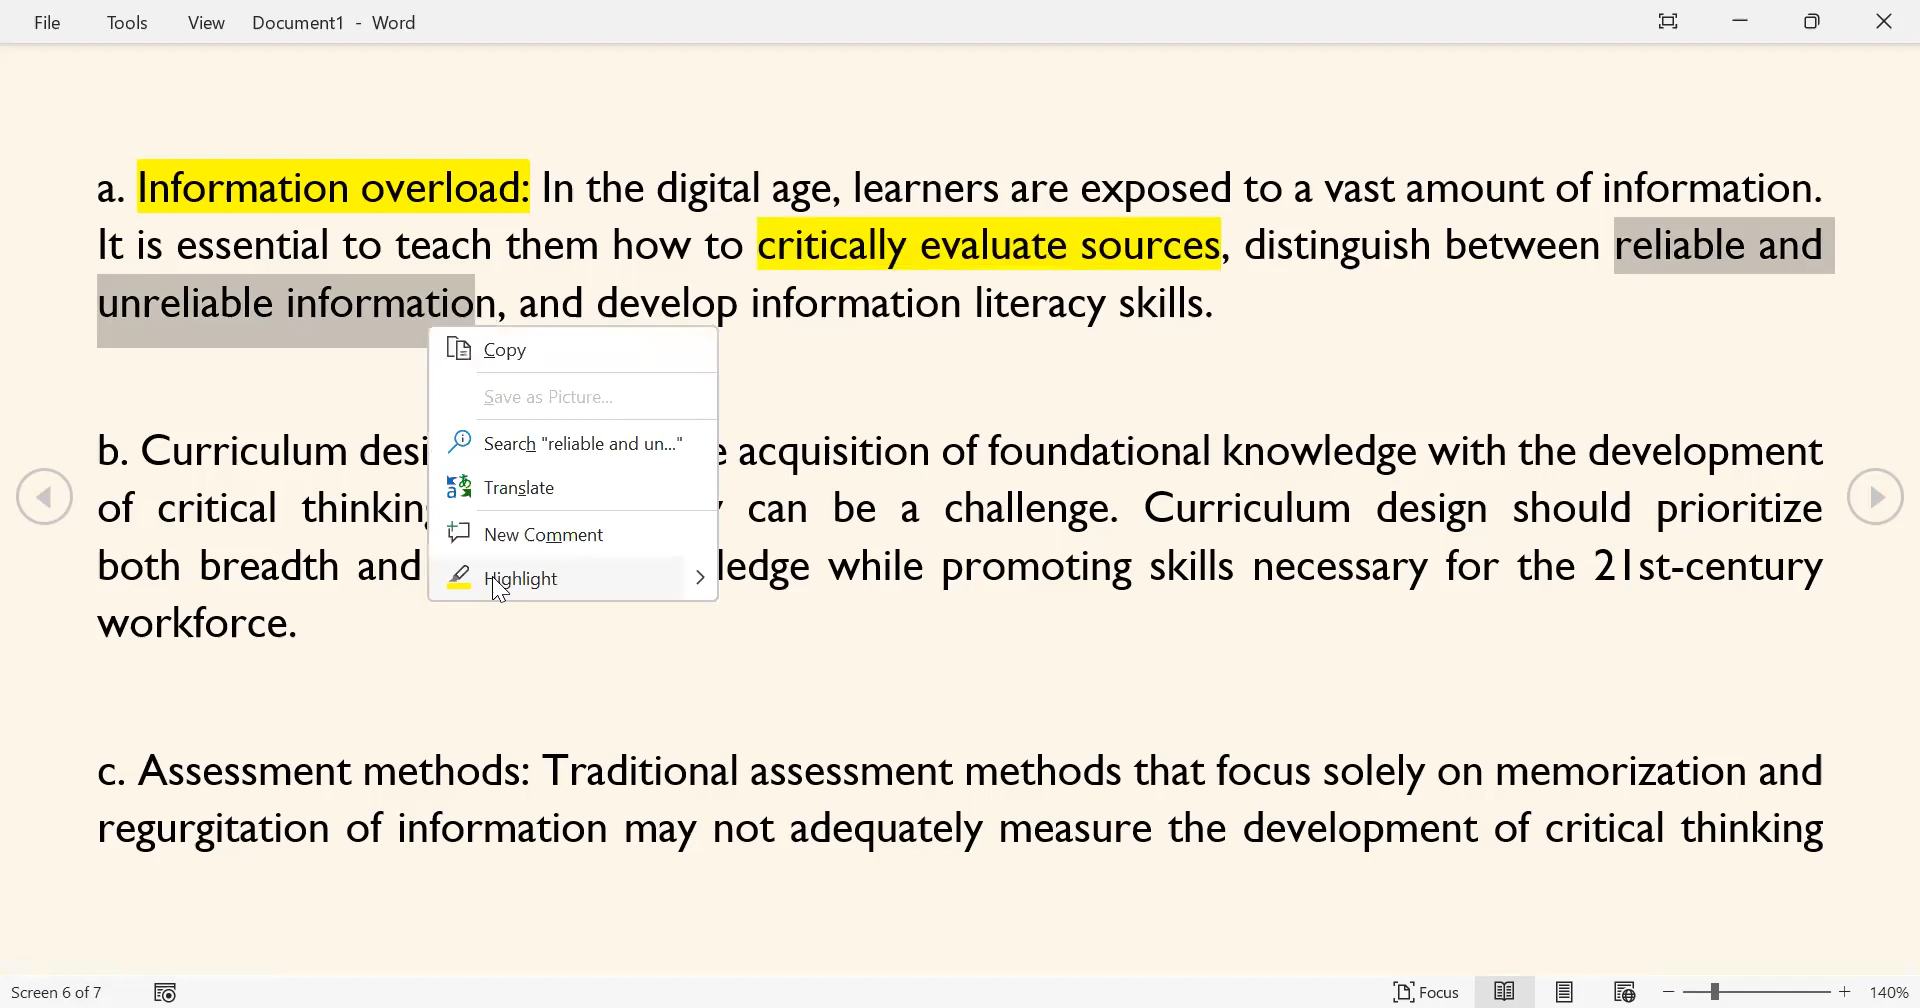 File Tools View Document1 - Word
a. Information overload: In the digital age, learners are exposed to a vast amount of information.
It is essential to teach them how to critically evaluate sources, distinguish between reliable and
unreliable information, and develop information literacy skills.
Copy
Save as Picture...
Search "reliable and un..."
Translate
New Comment
Highlight
b. Curriculum desi acquisition of foundational knowledge with the development
of critical thinking can be a challenge. Curriculum design should prioritize
both breadth and ledge while promoting skills necessary for the 21st-century
workforce.
c. Assessment methods: Traditional assessment methods that focus solely on memorization and
regurgitation of information may not adequately measure the development of critical thinking
Screen 6 of 7 Focus 140%